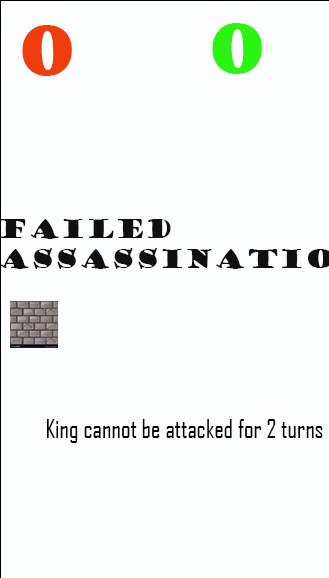 0 0
FAILED
ASSASSINATIO
King cannot be attacked for 2 turns